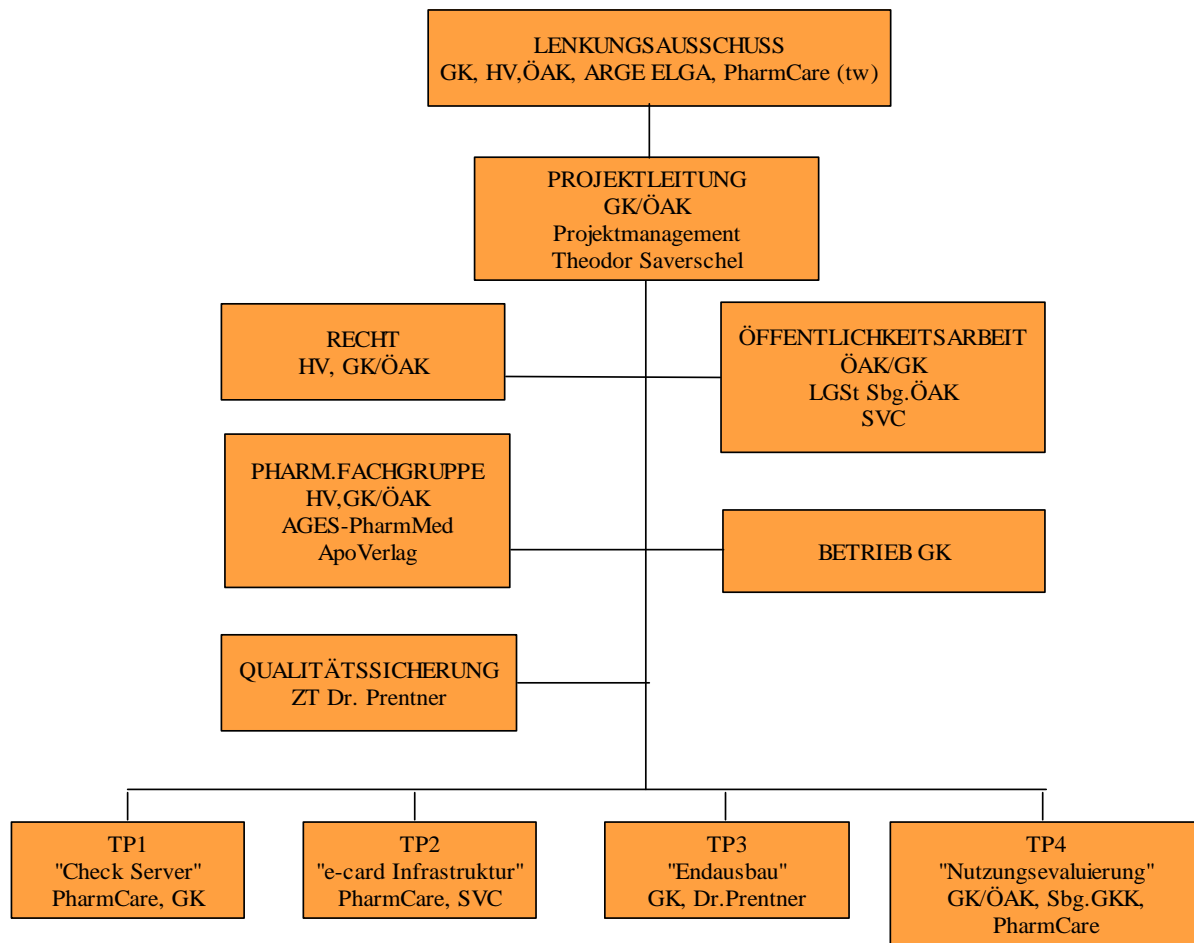 LENKUNGSAUSSCHUSS
GK, HV,ÖAK, ARGE ELGA, PharmCare (tw)
PROJEKTLEITUNG
GK/ÖAK
Projektmanagement
Theodor Saverschel
RECHT
HV, GK/ÖAK
ÖFFENTLICHKEITSARBEIT
ÖAK/GK
LGSt Sbg.ÖAK
SVC
PHARM.FACHGRUPPE
HV,GK/ÖAK
AGES-PharmMed
ApoVerlag
BETRIEB GK
QUALITÄTSSICHERUNG
ZT Dr. Prentner
TP1
"Check Server"
PharmCare, GK
TP2
"e-card Infrastruktur"
PharmCare, SVC
TP3
"Endausbau"
GK, Dr.Prentner
TP4
"Nutzungsevaluierung"
GK/ÖAK, Sbg.GKK,
PharmCare